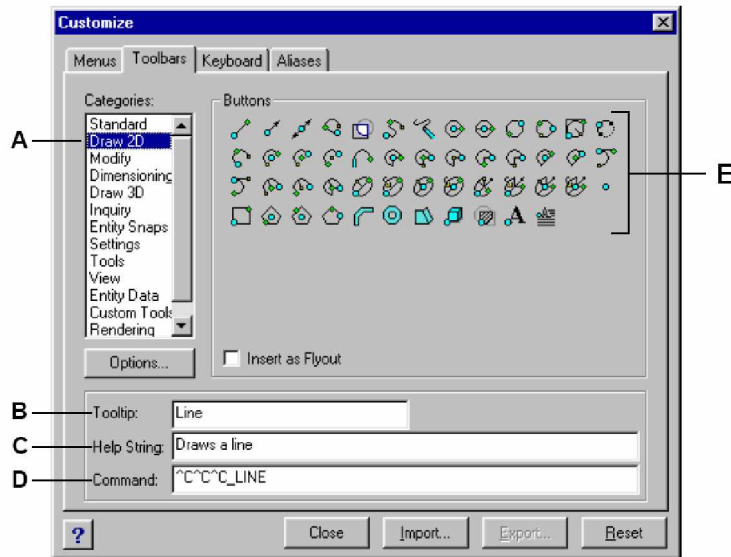 Customize
Menus Toolbars Keyboard Aliases
Categories:
Buttons
A
Standard
Draw 2D
Modify
Dimensioning
Draw 3D
Inquiry
Entity Snaps
Settings
Tools
View
Entity Data
Custom Tools
Rendering
E
Options...
Insert as Flyout
B Tooltip: Line
C Help String: Draws a line
D Command: ^C^C^C_LINE
? Close Import... Export... Reset